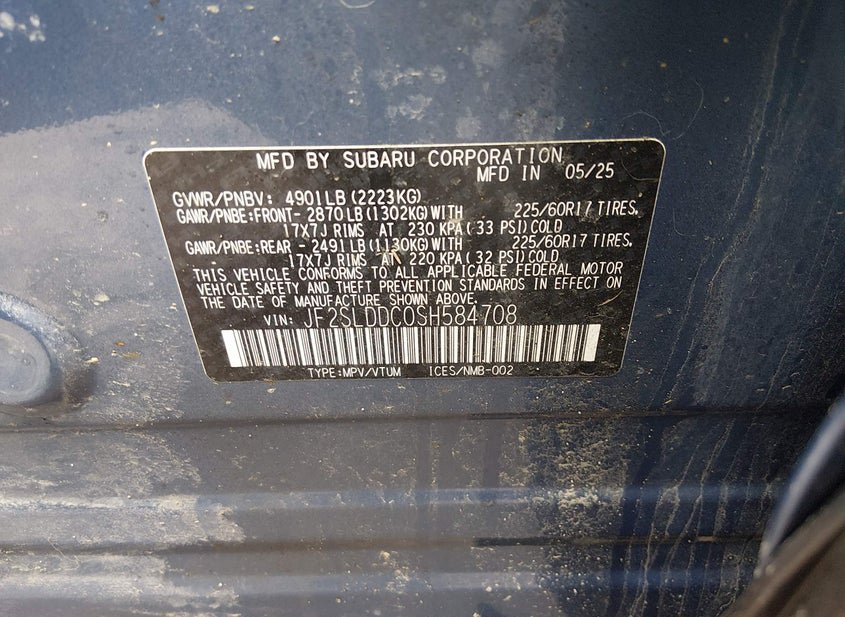 MFD BY SUBARU CORPORATION
MFD IN 05/25
GVWR/PNBV: 4901LB (2223KG)
GAWR/PNBE:FRONT- 2870LB (1302KG) WITH 225/60R17 TIRES,
17X7J RIMS AT 230 KPA (33 PSI) COLD
GAWR/PNBE:REAR - 2491 LB (1130KG) WITH 225/60R17 TIRES,
17X7J RIMS AT 220 KPA (32 PSI) COLD
THIS VEHICLE CONFORMS TO ALL APPLICABLE FEDERAL MOTOR
VEHICLE SAFETY AND THEFT PREVENTION STANDARDS IN EFFECT ON
THE DATE OF MANUFACTURE SHOWN ABOVE.
VIN: JF2SLDDC0SH584708
TYPE:MPV/VTUM ICES/NMB-002